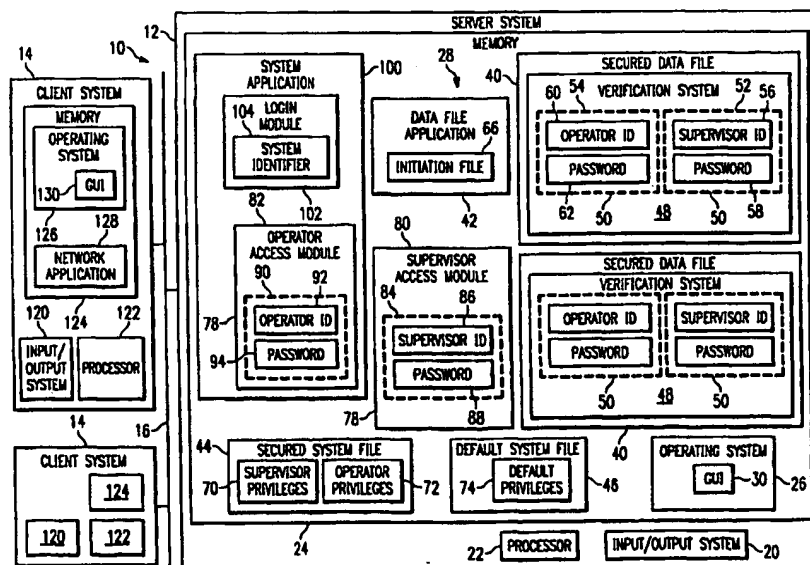 12
SERVER SYSTEM
10
MEMORY
14
CLIENT SYSTEM
MEMORY
OPERATING SYSTEM
130
GUI
126
128
NETWORK APPLICATION
124
120
122
INPUT/ OUTPUT SYSTEM
PROCESSOR
14
CLIENT SYSTEM
124
120
122
16
SYSTEM APPLICATION
100
LOGIN MODULE
104
SYSTEM IDENTIFIER
102
82
OPERATOR ACCESS MODULE
90
92
OPERATOR ID
78
94
PASSWORD
28
DATA FILE APPLICATION
66
INITIATION FILE
42
80
SUPERVISOR ACCESS MODULE
84
86
SUPERVISOR ID
PASSWORD
78
88
40
SECURED DATA FILE
VERIFICATION SYSTEM
54
52
60
56
OPERATOR ID
SUPERVISOR ID
PASSWORD
PASSWORD
62
50
48
50
58
SECURED DATA FILE
VERIFICATION SYSTEM
OPERATOR ID
SUPERVISOR ID
PASSWORD
PASSWORD
50
48
50
40
44
SECURED SYSTEM FILE
70
SUPERVISOR PRIVILEGES
OPERATOR PRIVILEGES
72
DEFAULT SYSTEM FILE
74
DEFAULT PRIVILEGES
46
OPERATING SYSTEM
GUI
30
26
24
22
PROCESSOR
INPUT/OUTPUT SYSTEM
20